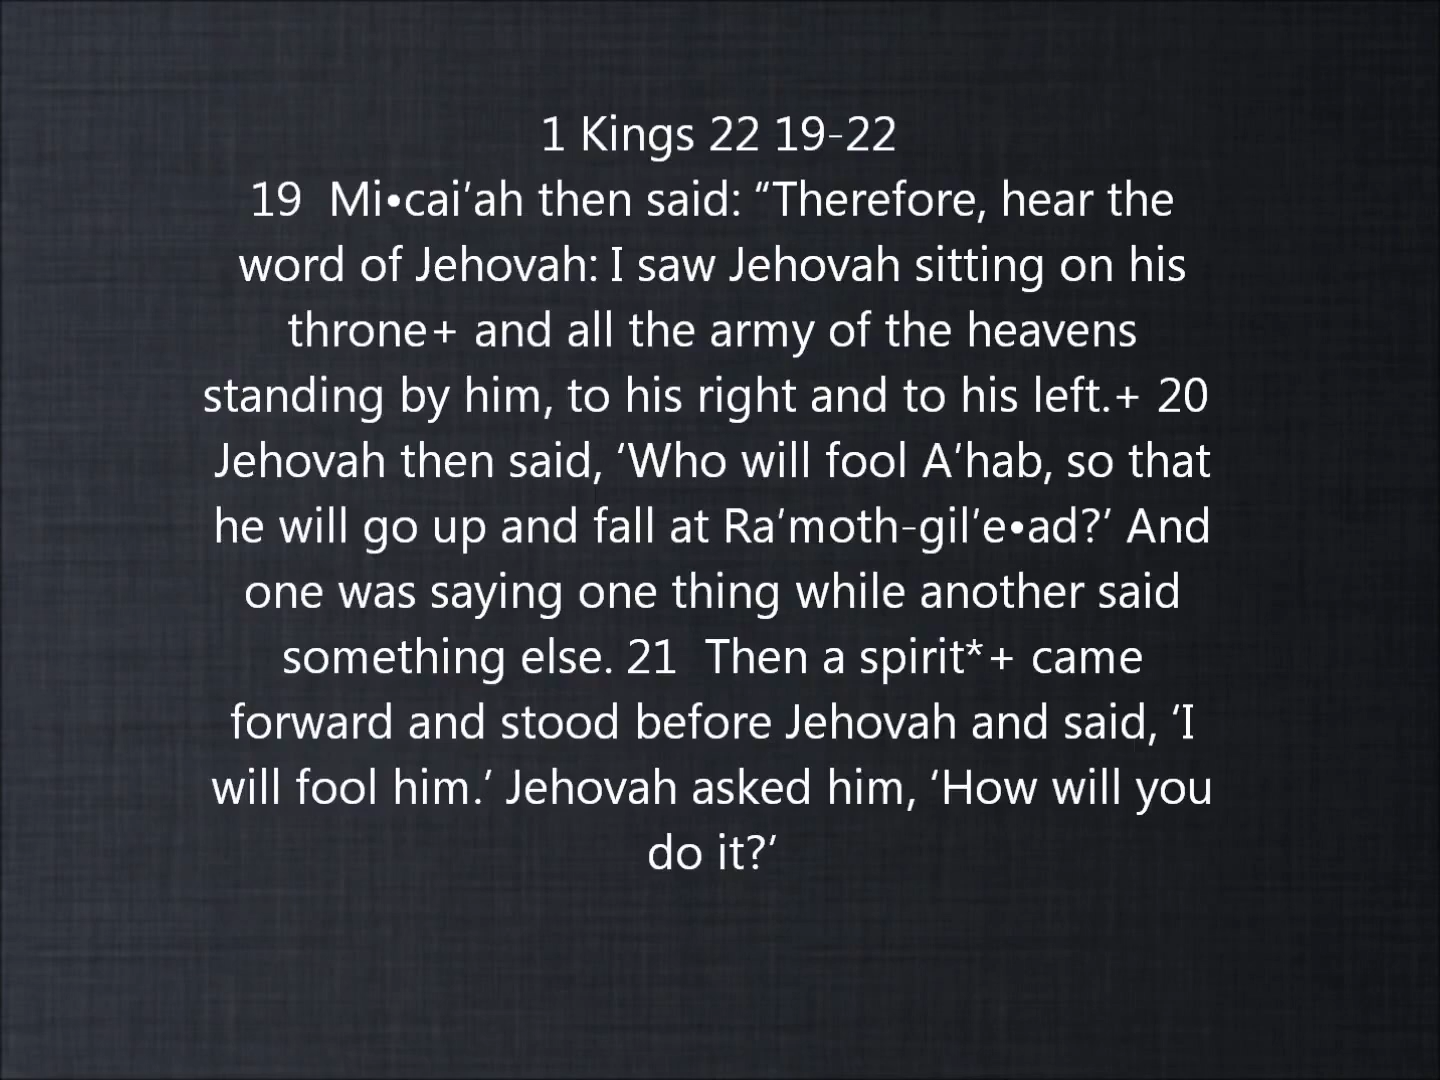 1 Kings 22 19-22
19  Mi•cai’ah then said: “Therefore, hear the
word of Jehovah: I saw Jehovah sitting on his
throne+ and all the army of the heavens
standing by him, to his right and to his left.+ 20
Jehovah then said, ‘Who will fool A’hab, so that
he will go up and fall at Ra’moth-gil’e•ad?’ And
one was saying one thing while another said
something else. 21  Then a spirit*+ came
forward and stood before Jehovah and said, ‘I
will fool him.’ Jehovah asked him, ‘How will you
do it?’